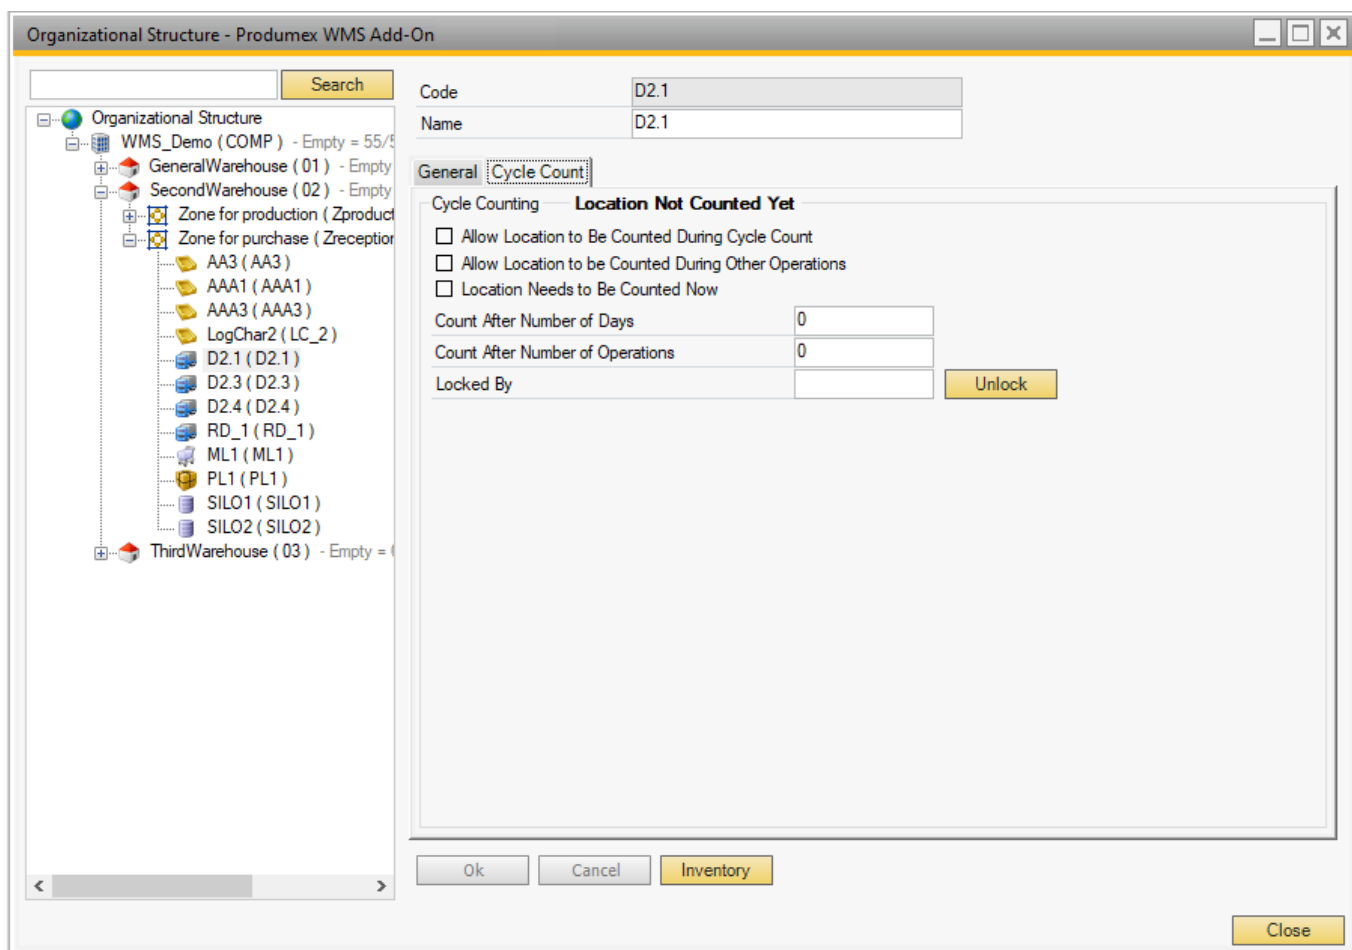 Organizational Structure - Produmex WMS Add-On
Search
Organizational Structure
WMS_Demo ( COMP ) - Empty = 55/5
GeneralWarehouse ( 01 ) - Empty
SecondWarehouse ( 02 ) - Empty
Zone for production ( Zproduct
Zone for purchase ( Zreception
AA3 ( AA3 )
AAA1 ( AAA1 )
AAA3 ( AAA3 )
LogChar2 ( LC_2 )
D2.1 ( D2.1 )
D2.3 ( D2.3 )
D2.4 ( D2.4 )
RD_1 ( RD_1 )
ML1 ( ML1 )
PL1 ( PL1 )
SILO1 ( SILO1 )
SILO2 ( SILO2 )
ThirdWarehouse ( 03 ) - Empty =
Code D2.1
Name D2.1
General Cycle Count
Cycle Counting Location Not Counted Yet
Allow Location to Be Counted During Cycle Count
Allow Location to be Counted During Other Operations
Location Needs to Be Counted Now
Count After Number of Days 0
Count After Number of Operations 0
Locked By Unlock
Ok Cancel Inventory
Close